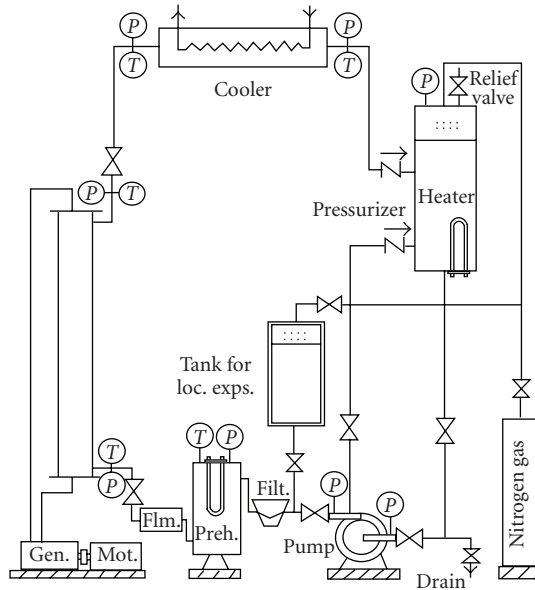 P
P
T
T
Cooler
P
Relief
valve
P
T
Heater
Pressurizer
Tank for
loc. exps.
T
P
T
P
P
P
P
Filt.
Flm.
Preh.
Pump
Gen.
Mot.
Drain
Nitrogen gas